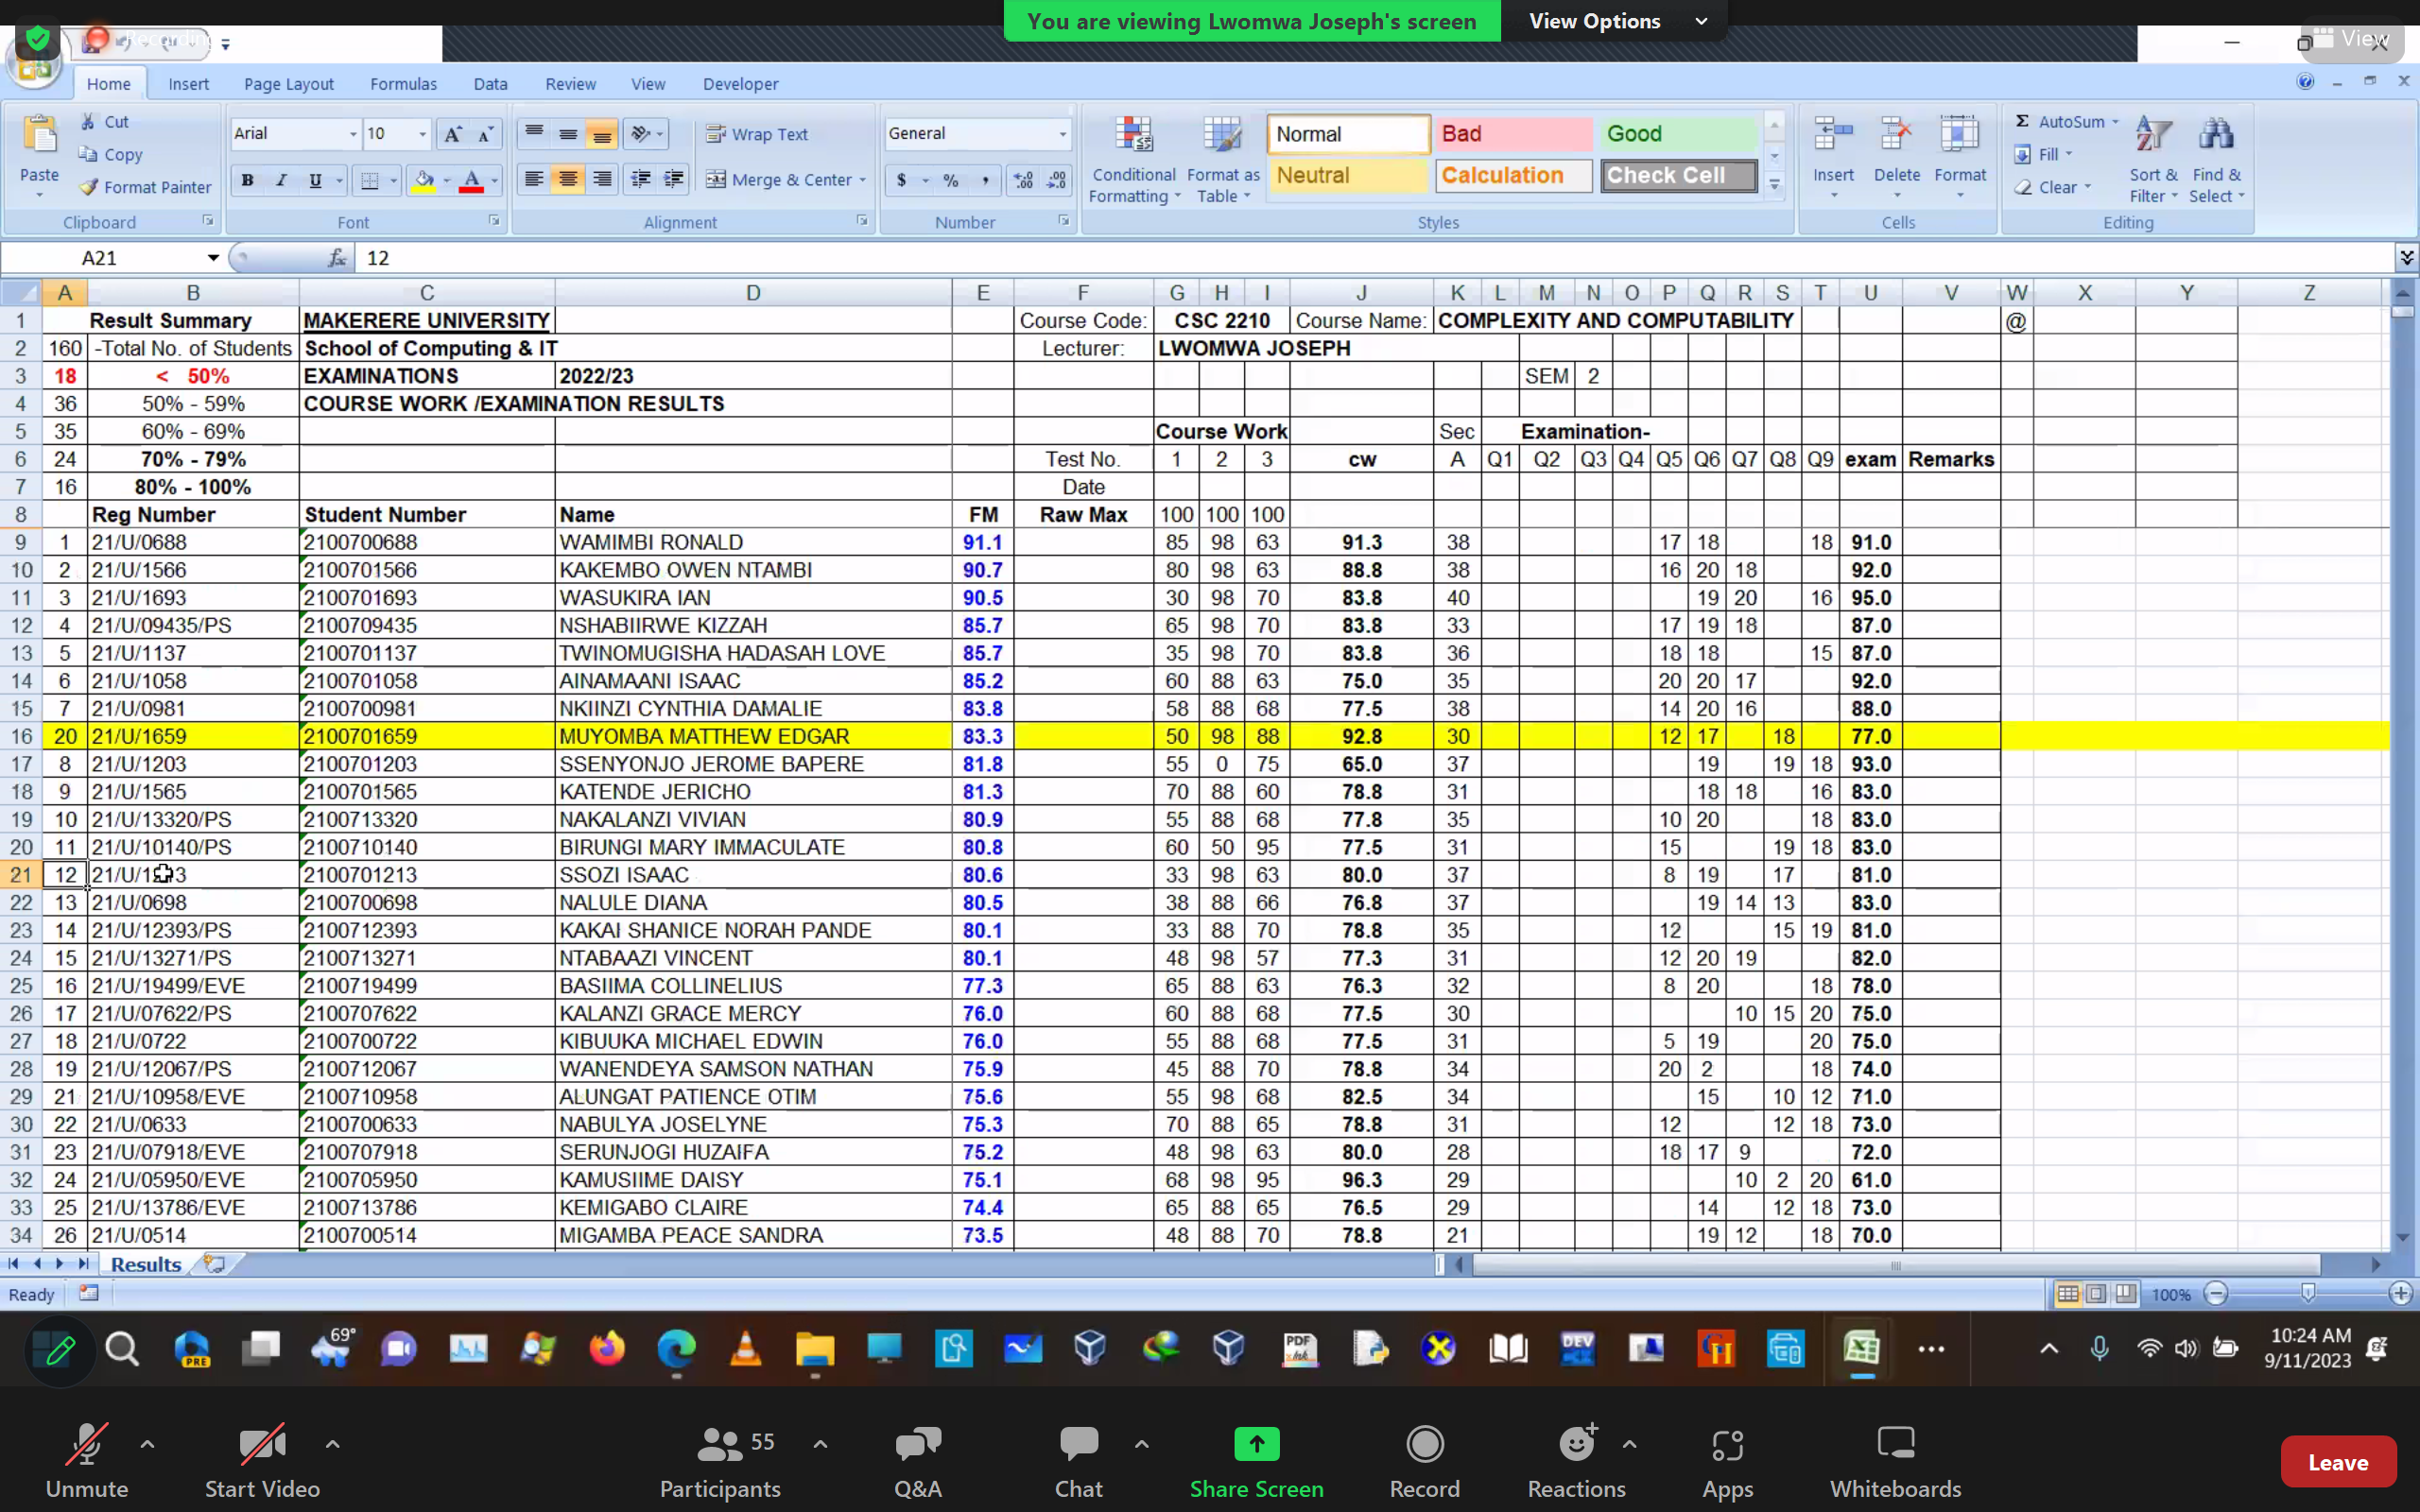 You are viewing Lwomwa Joseph's screen View Options
View
Home Insert Page Layout Formulas Data Review View Developer
Paste Cut Copy Format Painter Clipboard
Arial 10 B I U Font
Wrap Text Merge & Center Alignment
General $ % , Number
Conditional Formatting Format as Table Normal Bad Good Neutral Calculation Check Cell Styles
Insert Delete Format Cells
Σ AutoSum Fill Clear Sort & Filter Find & Select Editing
A21 fx 12
A B C D E F G H I J K L M N O P Q R S T U V W X Y Z
1 Result Summary MAKERERE UNIVERSITY Course Code: CSC 2210 Course Name: COMPLEXITY AND COMPUTABILITY @
2 160 -Total No. of Students School of Computing & IT Lecturer: LWOMWA JOSEPH
3 18 < 50% EXAMINATIONS 2022/23 SEM 2
4 36 50% - 59% COURSE WORK /EXAMINATION RESULTS
5 35 60% - 69% Course Work Sec Examination-
6 24 70% - 79% Test No. 1 2 3 cw A Q1 Q2 Q3 Q4 Q5 Q6 Q7 Q8 Q9 exam Remarks
7 16 80% - 100% Date
8 Reg Number Student Number Name FM Raw Max 100 100 100
9 1 21/U/0688 2100700688 WAMIMBI RONALD 91.1 85 98 63 91.3 38 17 18 18 91.0
10 2 21/U/1566 2100701566 KAKEMBO OWEN NTAMBI 90.7 80 98 63 88.8 38 16 20 18 92.0
11 3 21/U/1693 2100701693 WASUKIRA IAN 90.5 30 98 70 83.8 40 19 20 16 95.0
12 4 21/U/09435/PS 2100709435 NSHABIIRWE KIZZAH 85.7 65 98 70 83.8 33 17 19 18 87.0
13 5 21/U/1137 2100701137 TWINOMUGISHA HADASAH LOVE 85.7 35 98 70 83.8 36 18 18 15 87.0
14 6 21/U/1058 2100701058 AINAMAANI ISAAC 85.2 60 88 63 75.0 35 20 20 17 92.0
15 7 21/U/0981 2100700981 NKIINZI CYNTHIA DAMALIE 83.8 58 88 68 77.5 38 14 20 16 88.0
16 20 21/U/1659 2100701659 MUYOMBA MATTHEW EDGAR 83.3 50 98 88 92.8 30 12 17 18 77.0
17 8 21/U/1203 2100701203 SSENYONJO JEROME BAPERE 81.8 55 0 75 65.0 37 19 19 18 93.0
18 9 21/U/1565 2100701565 KATENDE JERICHO 81.3 70 88 60 78.8 31 18 18 16 83.0
19 10 21/U/13320/PS 2100713320 NAKALANZI VIVIAN 80.9 55 88 68 77.8 35 10 20 18 83.0
20 11 21/U/10140/PS 2100710140 BIRUNGI MARY IMMACULATE 80.8 60 50 95 77.5 31 15 19 18 83.0
21 12 2100701213 SSOZI ISAAC 80.6 33 98 63 80.0 37 8 19 17 81.0
22 13 21/U/0698 2100700698 NALULE DIANA 80.5 38 88 66 76.8 37 19 14 13 83.0
23 14 21/U/12393/PS 2100712393 KAKAI SHANICE NORAH PANDE 80.1 33 88 70 78.8 35 12 15 19 81.0
24 15 21/U/13271/PS 2100713271 NTABAAZI VINCENT 80.1 48 98 57 77.3 31 12 20 19 82.0
25 16 21/U/19499/EVE 2100719499 BASIIMA COLLINELIUS 77.3 65 88 63 76.3 32 8 20 18 78.0
26 17 21/U/07622/PS 2100707622 KALANZI GRACE MERCY 76.0 60 88 68 77.5 30 10 15 20 75.0
27 18 21/U/0722 2100700722 KIBUUKA MICHAEL EDWIN 76.0 55 88 68 77.5 31 5 19 20 75.0
28 19 21/U/12067/PS 2100712067 WANENDEYA SAMSON NATHAN 75.9 45 88 70 78.8 34 20 2 18 74.0
29 21 21/U/10958/EVE 2100710958 ALUNGAT PATIENCE OTIM 75.6 55 98 68 82.5 34 15 10 12 71.0
30 22 21/U/0633 2100700633 NABULYA JOSELYNE 75.3 70 88 65 78.8 31 12 12 18 73.0
31 23 21/U/07918/EVE 2100707918 SERUNJOGI HUZAIFA 75.2 48 98 63 80.0 28 18 17 9 72.0
32 24 21/U/05950/EVE 2100705950 KAMUSIIME DAISY 75.1 68 98 95 96.3 29 10 2 20 61.0
33 25 21/U/13786/EVE 2100713786 KEMIGABO CLAIRE 74.4 65 88 65 76.5 29 14 12 18 73.0
34 26 21/U/0514 2100700514 MIGAMBA PEACE SANDRA 73.5 48 88 70 78.8 21 19 12 18 70.0
Results
Ready 100%
PRE 69° PDF DEV 10:24 AM
9/11/2023
Unmute Start Video Participants 55 Q&A Chat Share Screen Record Reactions Apps Whiteboards Leave